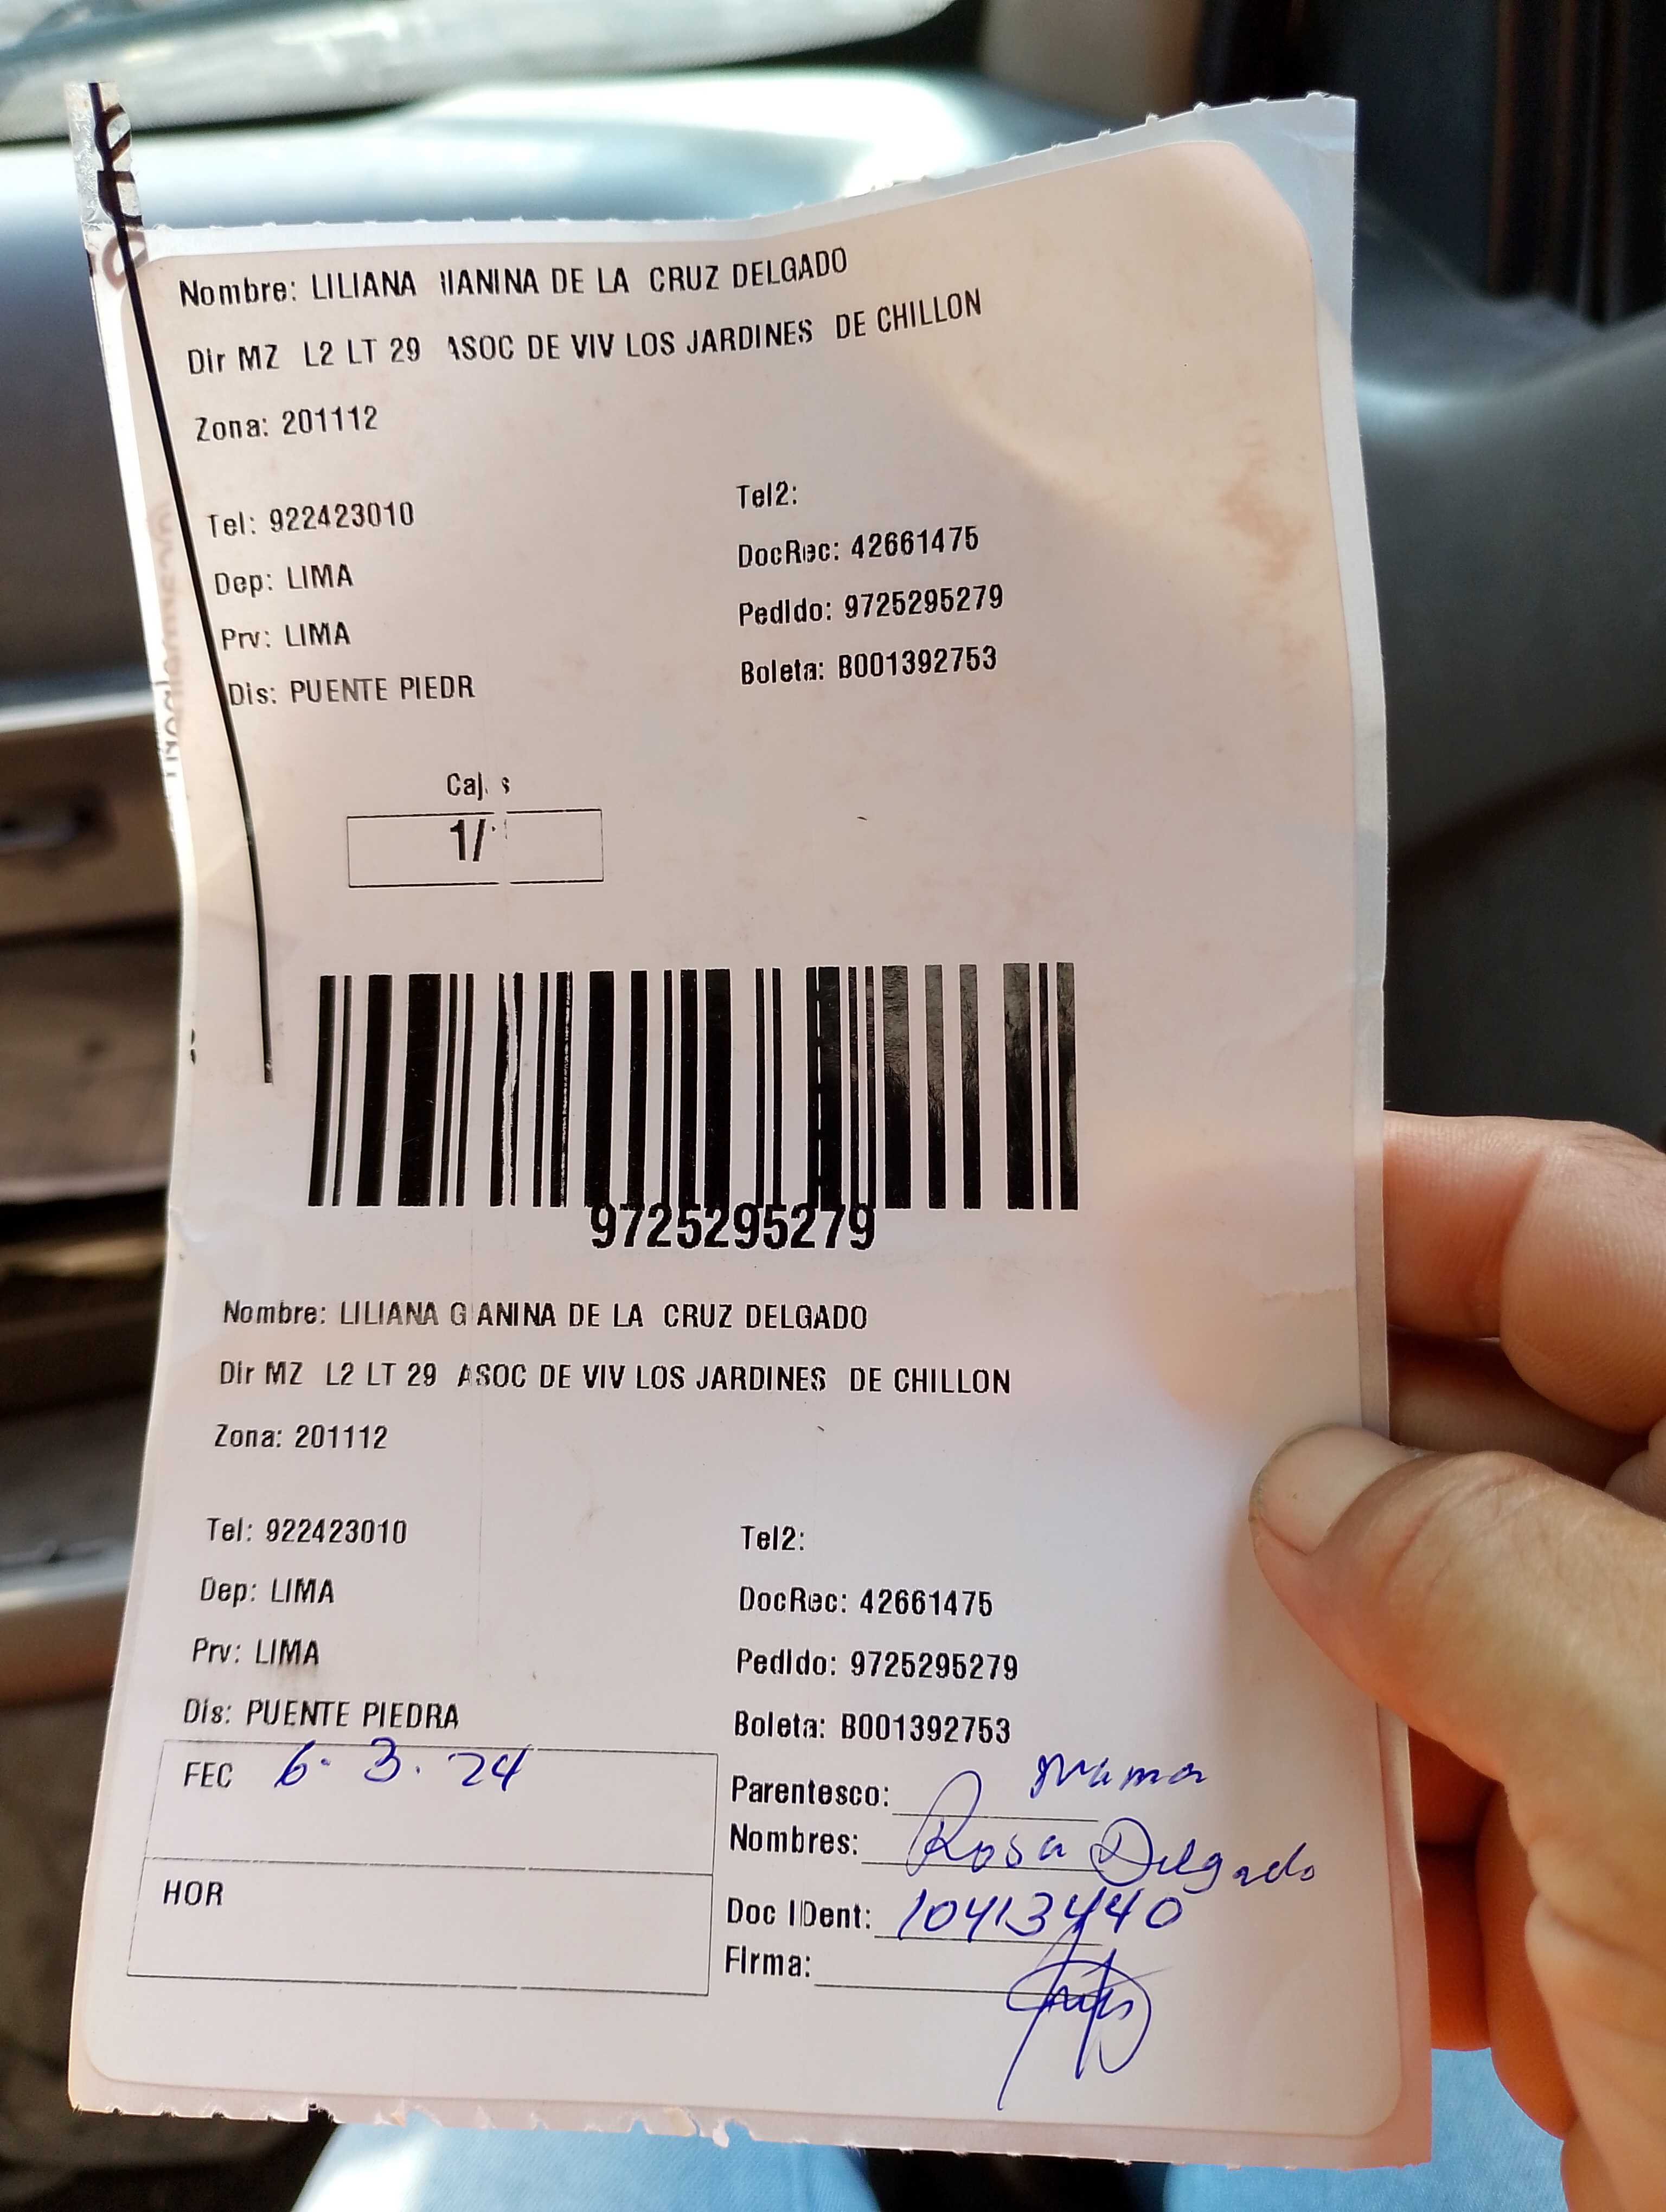 Nombre: LILIANA IANINA DE LA CRUZ DELGADO
Dir MZ L2 LT 29 ASOC DE VIV LOS JARDINES DE CHILLON
Zona: 201112
Tel: 922423010
Tel2:
Dep: LIMA
DocRec: 42661475
Prv: LIMA
Pedido: 9725295279
Dis: PUENTE PIEDR
Boleta: B001392753
Caj s
1/
9725295279
Nombre: LILIANA G ANINA DE LA CRUZ DELGADO
Dir MZ L2 LT 29 ASOC DE VIV LOS JARDINES DE CHILLON
Zona: 201112
Tel: 922423010
Tel2:
Dep: LIMA
DocRec: 42661475
Prv: LIMA
Pedido: 9725295279
Dis: PUENTE PIEDRA
Boleta: B001392753
FEC 6. 3. 24
Parentesco: Mama
Nombres: Rosa Delgado
HOR
Doc IDent: 10413440
Firma: